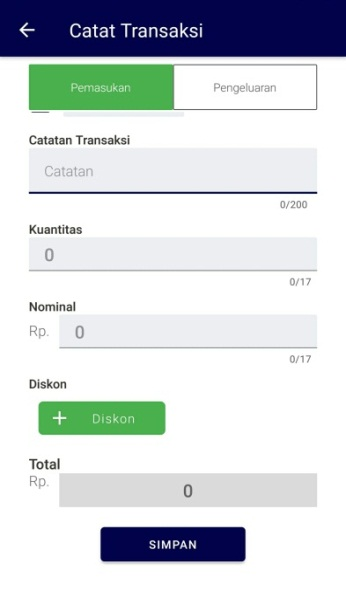 Catat Transaksi
Pemasukan Pengeluaran
Catatan Transaksi
Catatan
0/200
Kuantitas
0
0/17
Nominal
Rp. 0
0/17
Diskon
+ Diskon
Total
Rp. 0
SIMPAN